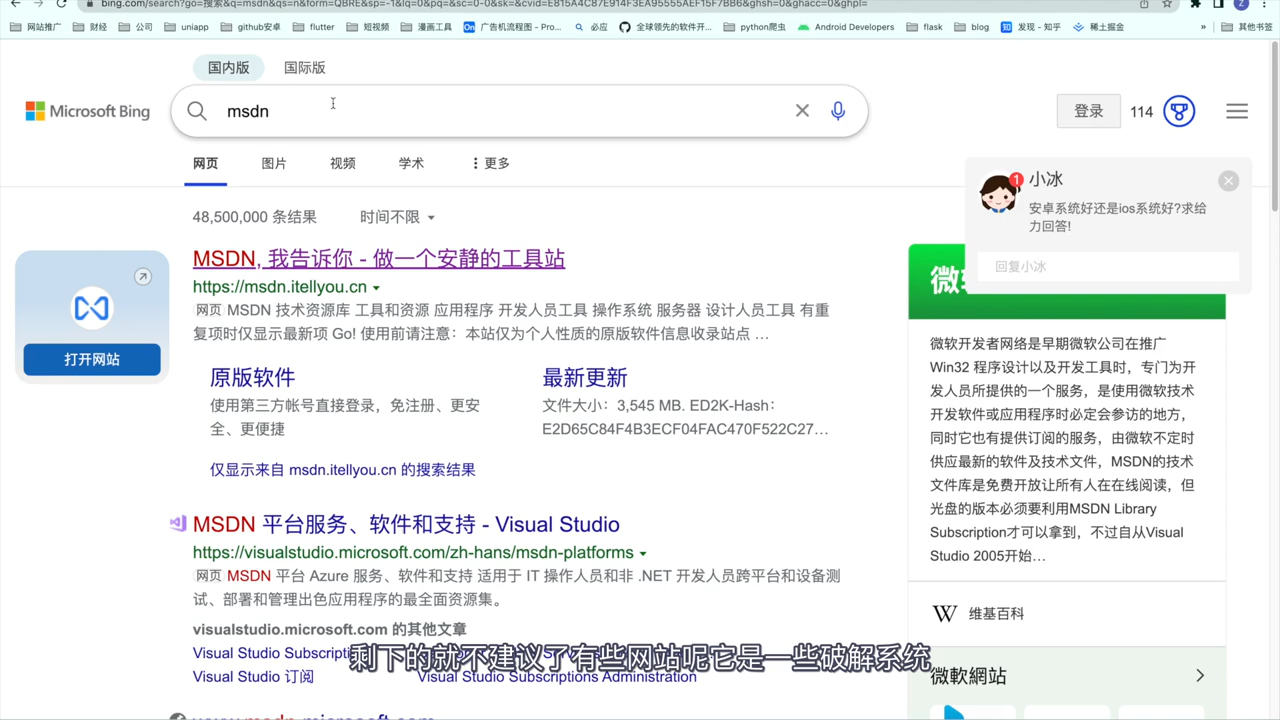 bing.com/search?go=搜索&q=msdn&qs=n&form=QBRE&sp=-1&lq=0&pq=&sc=0-0&sk=&cvid=E815A4C87E914F3EA95555AEF15F7BB6&ghsh=0&ghacc=0&ghpl=
网站推广 财经 公司 uniapp github安卓 flutter 短视频 漫画工具 广告机流程图 - Pro... 必应 全球领先的软件开... python爬虫 Android Developers flask blog 发现 - 知乎 稀土掘金 » 其他书签
国内版 国际版
Microsoft Bing
msdn
登录 114
网页 图片 视频 学术 更多
48,500,000 条结果 时间不限
小冰
1
安卓系统好还是ios系统好?求给
力回答!
回复小冰
打开网站
MSDN, 我告诉你 - 做一个安静的工具站
https://msdn.itellyou.cn
网页 MSDN 技术资源库 工具和资源 应用程序 开发人员工具 操作系统 服务器 设计人员工具 有重
复项时仅显示最新项 Go! 使用前请注意：本站仅为个人性质的原版软件信息收录站点 …
原版软件
使用第三方帐号直接登录，免注册、更安
全、更便捷
最新更新
文件大小：3,545 MB. ED2K-Hash：
E2D65C84F4B3ECF04FAC470F522C27…
仅显示来自 msdn.itellyou.cn 的搜索结果
MSDN 平台服务、软件和支持 - Visual Studio
https://visualstudio.microsoft.com/zh-hans/msdn-platforms
网页 MSDN 平台 Azure 服务、软件和支持 适用于 IT 操作人员和非 .NET 开发人员跨平台和设备测
试、部署和管理出色应用程序的最全面资源集。
visualstudio.microsoft.com 的其他文章
Visual Studio Subscripti
Visual Studio 订阅
Visual Studio Subscriptions Administration
剩下的就不建议了有些网站呢它是一些破解系统
微
微软开发者网络是早期微软公司在推广
Win32 程序设计以及开发工具时，专门为开
发人员所提供的一个服务，是使用微软技术
开发软件或应用程序时必定会参访的地方，
同时它也有提供订阅的服务，由微软不定时
供应最新的软件及技术文件，MSDN的技术
文件库是免费开放让所有人在在线阅读，但
光盘的版本必须要利用MSDN Library
Subscription才可以拿到，不过自从Visual
Studio 2005开始…
W 维基百科
微軟網站